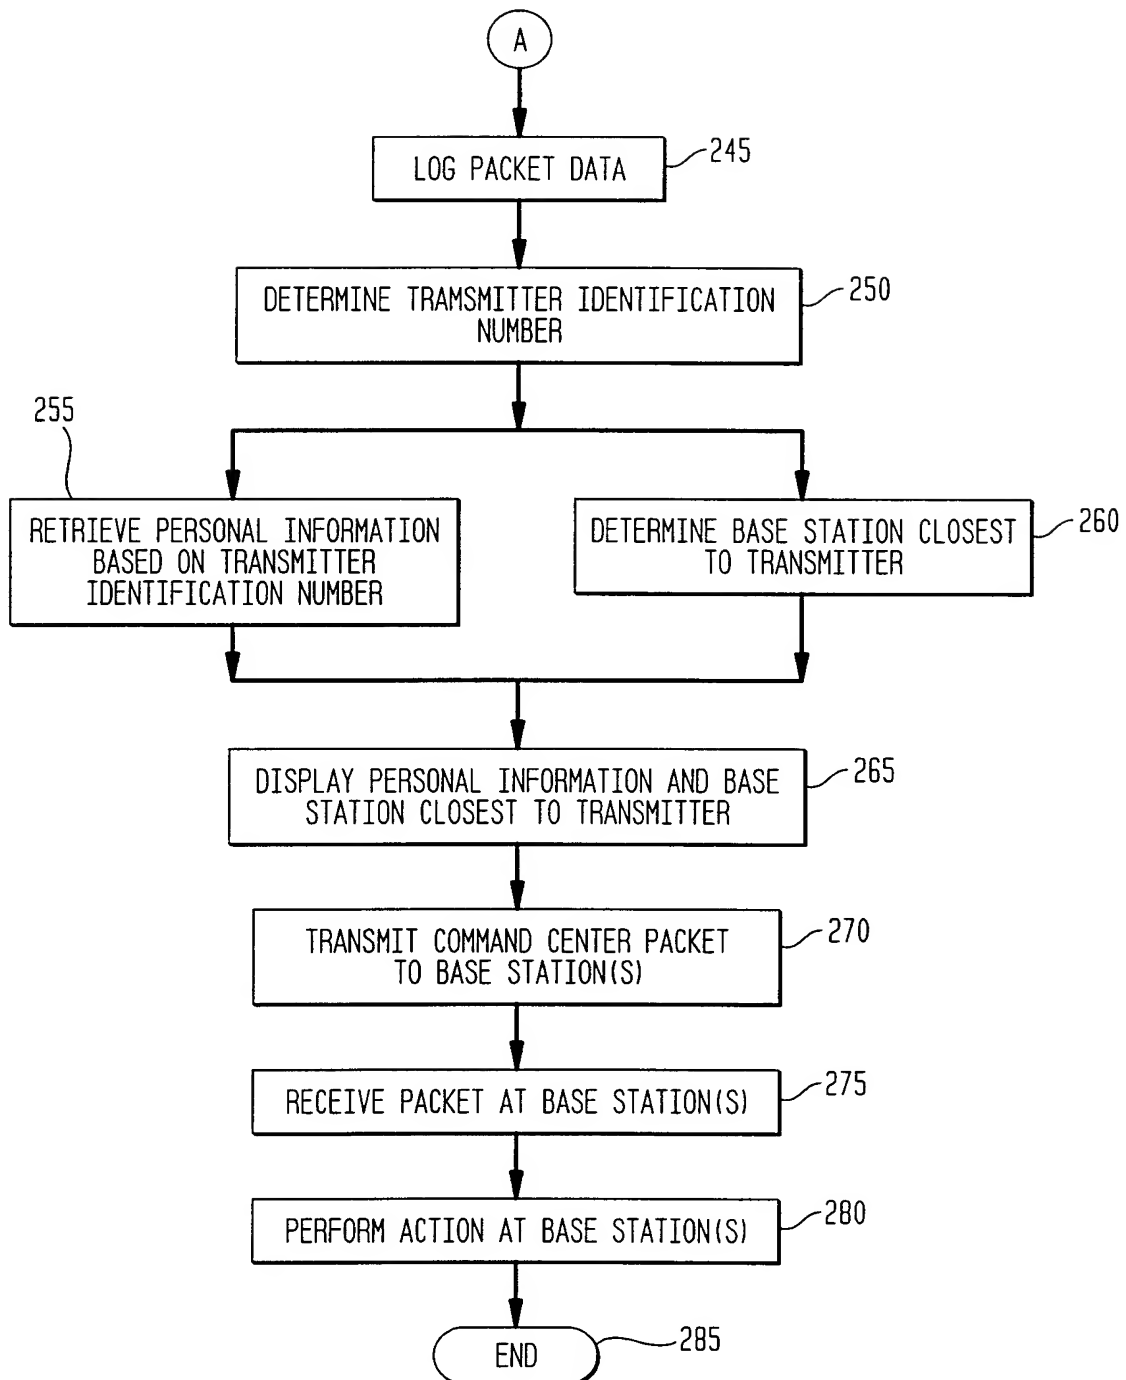 A
LOG PACKET DATA
245
DETERMINE TRAMSMITTER IDENTIFICATION
NUMBER
250
255
RETRIEVE PERSONAL INFORMATION
BASED ON TRANSMITTER
IDENTIFICATION NUMBER
DETERMINE BASE STATION CLOSEST
TO TRANSMITTER
260
DISPLAY PERSONAL INFORMATION AND BASE
STATION CLOSEST TO TRANSMITTER
265
TRANSMIT COMMAND CENTER PACKET
TO BASE STATION(S)
270
RECEIVE PACKET AT BASE STATION(S)
275
PERFORM ACTION AT BASE STATION(S)
280
END
285